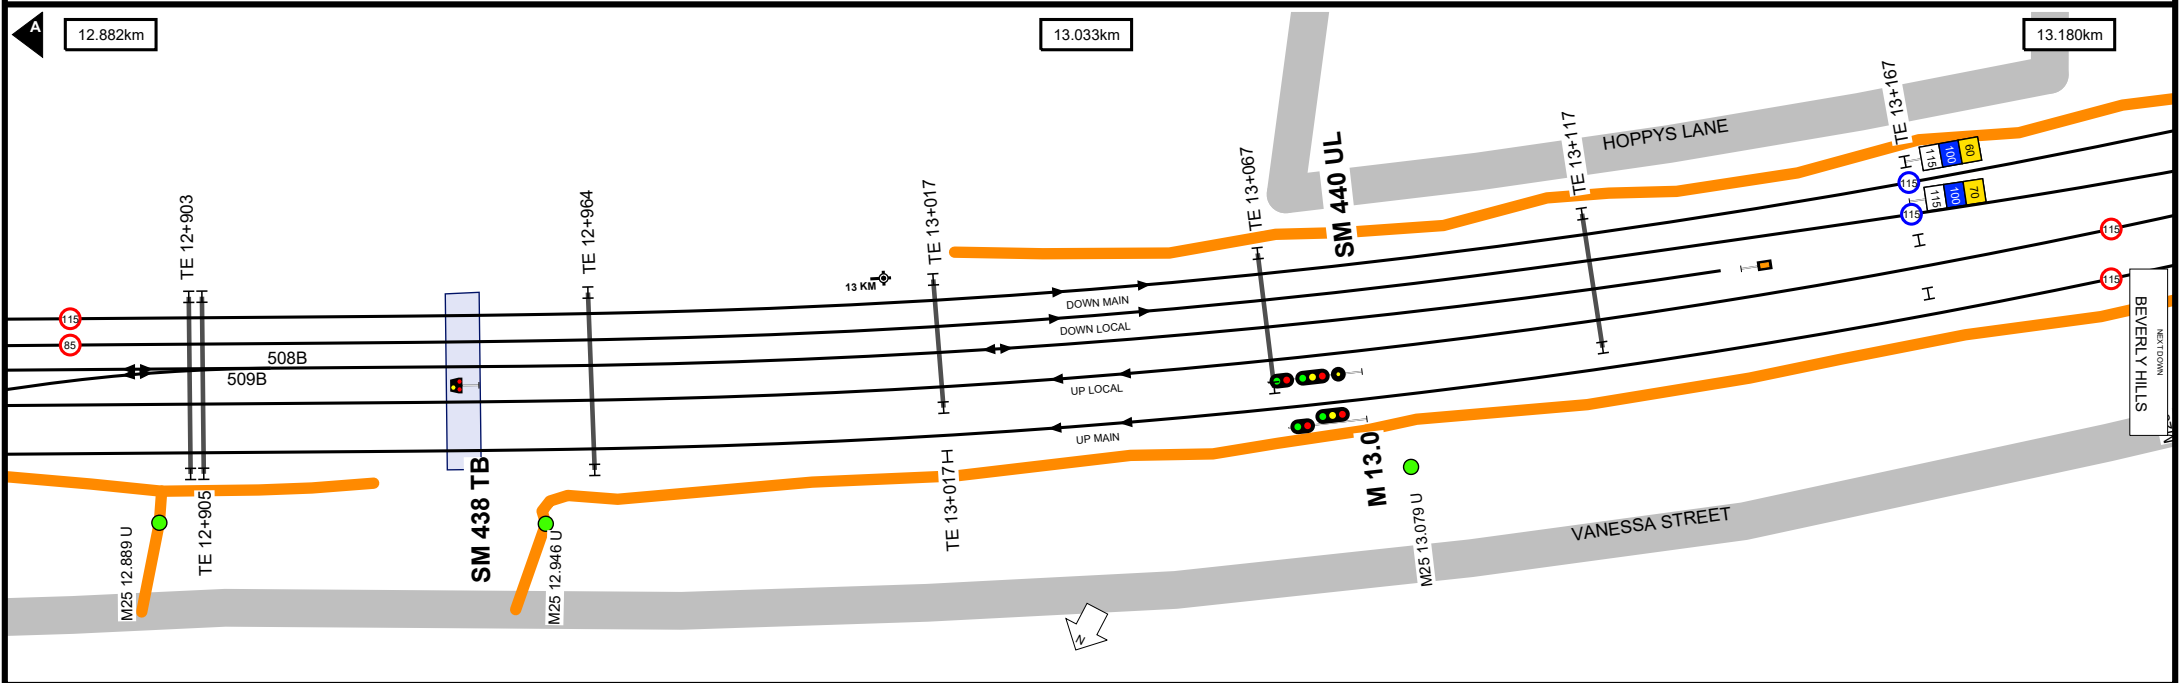 A
12.882km
13.033km
13.180km
TE 12+903
TE 12+964
TE 13+017
TE 13+067
SM 440 UL
TE 13+117
HOPPYS LANE
TE 13+167
115
100
60
115
115
100
70
115
115
115
13 KM
DOWN MAIN
DOWN LOCAL
115
85
508B
509B
UP LOCAL
UP MAIN
NEXT DOWN
BEVERLY HILLS
M25 12.889 U
TE 12+905
SM 438 TB
M25 12.946 U
TE 13+017
M 13.0
M25 13.079 U
VANESSA STREET
N